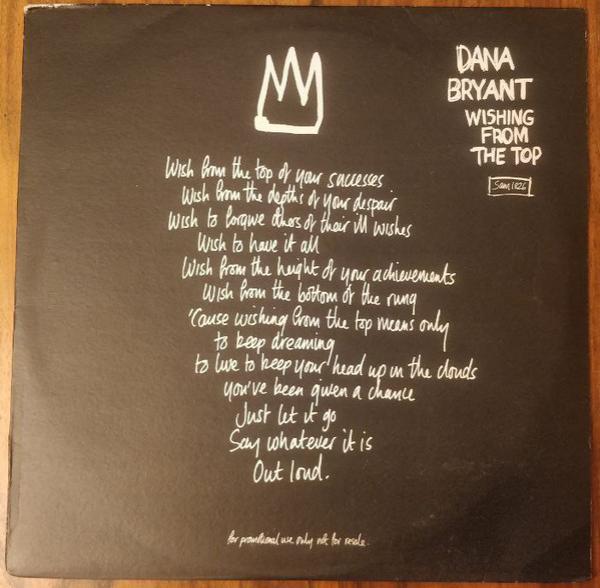 DANA
BRYANT
WISHING
FROM
THE TOP
Sam 1826
Wish from the top of your successes
Wish from the depths of your despair
Wish to forgive others of their ill wishes
Wish to have it all
Wish from the height of your achievements
Wish from the bottom of the rung
'Cause wishing from the top means only
to keep dreaming
to live to keep your head up in the clouds
you've been given a chance
Just let it go
Say whatever it is
Out loud.
for promotional use only not for resale.